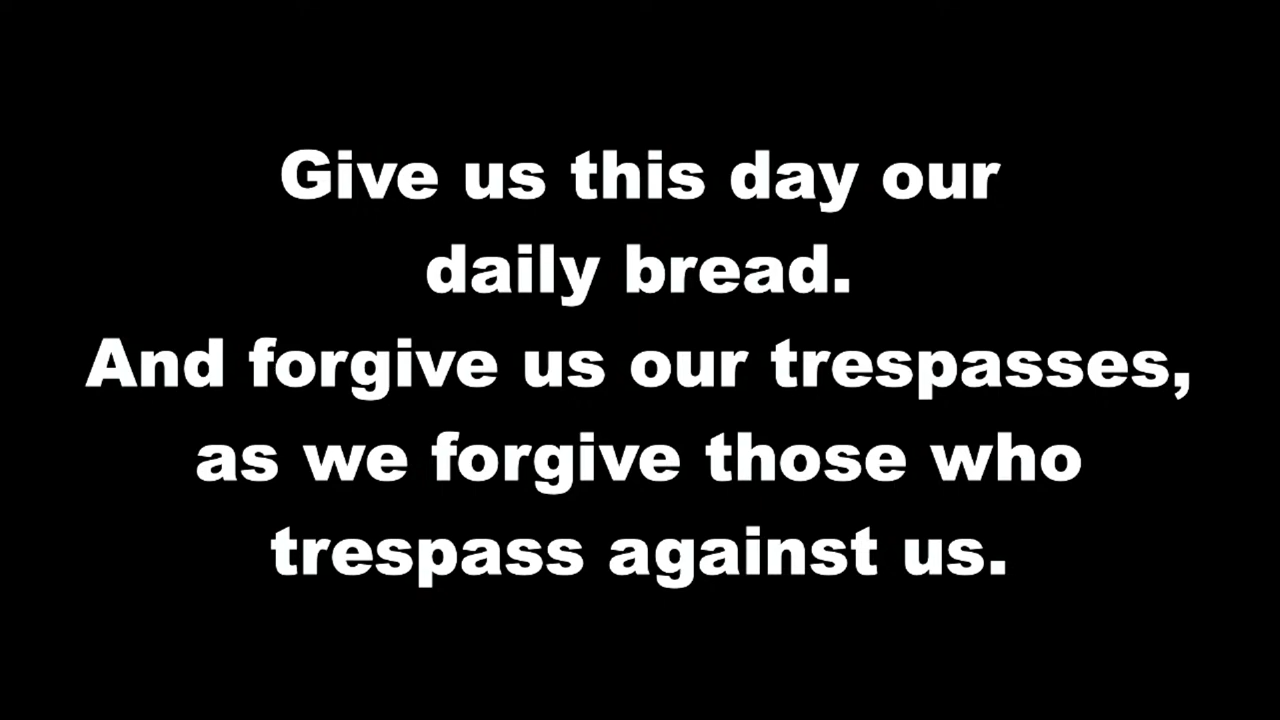 Give us this day our
daily bread.
And forgive us our trespasses,
as we forgive those who
trespass against us.